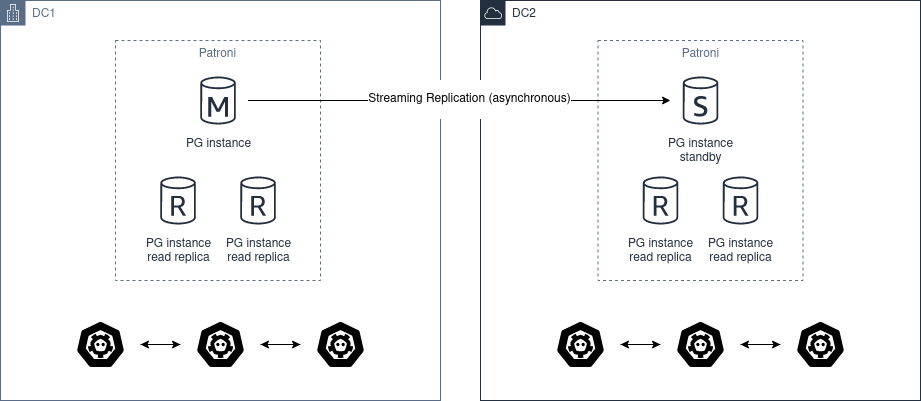 DC1
DC2
Patroni
Patroni
M
Streaming Replication (asynchronous)
S
PG instance
PG instance
standby
R
R
R
R
PG instance
read replica
PG instance
read replica
PG instance
read replica
PG instance
read replica